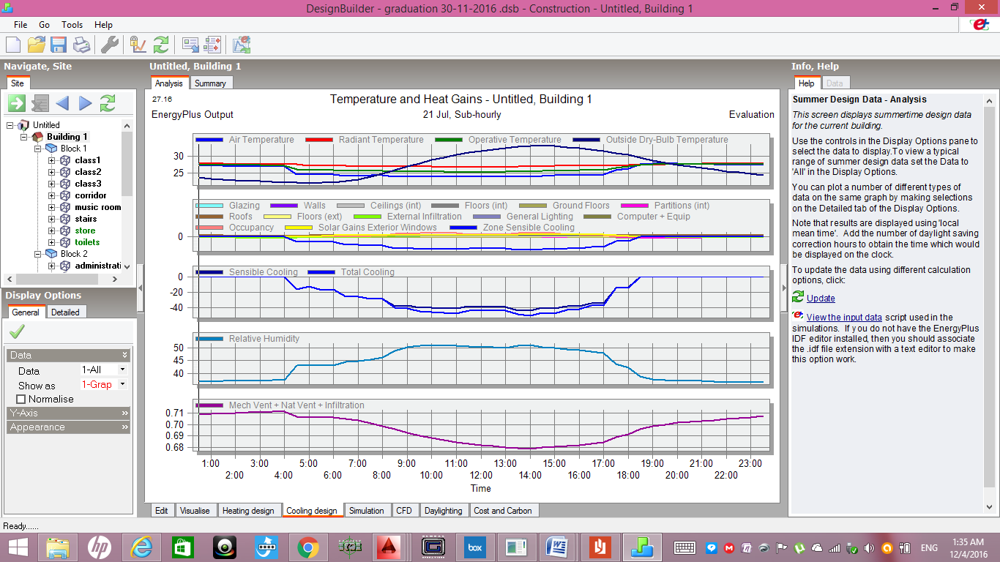 DesignBuilder - graduation 30-11-2016 .dsb - Construction - Untitled, Building 1
File Go Tools Help
Navigate, Site
Site
Untitled
Building 1
Block 1
class1
class2
class3
corridor
music room
stairs
store
toilets
Block 2
administrati
Display Options
General Detailed
Data
Data 1-All
Show as 1-Grap
Normalise
Y-Axis
Appearance
Untitled, Building 1
Analysis Summary
27.16
Temperature and Heat Gains - Untitled, Building 1
EnergyPlus Output 21 Jul, Sub-hourly Evaluation
Air Temperature Radiant Temperature Operative Temperature Outside Dry-Bulb Temperature
30
25
Glazing Walls Ceilings (int) Floors (int) Ground Floors Partitions (int)
Roofs Floors (ext) External Infiltration General Lighting Computer + Equip
Occupancy Solar Gains Exterior Windows Zone Sensible Cooling
0
Sensible Cooling Total Cooling
0
-20
-40
Relative Humidity
50
45
40
Mech Vent + Nat Vent + Infiltration
0.71
0.70
0.69
0.68
1:00 3:00 5:00 7:00 9:00 11:00 13:00 15:00 17:00 19:00 21:00 23:00
2:00 4:00 6:00 8:00 10:00 12:00 14:00 16:00 18:00 20:00 22:00
Time
Edit Visualise Heating design Cooling design Simulation CFD Daylighting Cost and Carbon
Info, Help
Help Data
Summer Design Data - Analysis
This screen displays summertime design data
for the current building.
Use the controls in the Display Options pane to
select the data to display.To view a typical
range of summer design data set the Data to
'All' in the Display Options.
You can plot a number of different types of
data on the same graph by making selections
on the Detailed tab of the Display Options.
Note that results are displayed using 'local
mean time'. Add the number of daylight saving
correction hours to obtain the time which would
be displayed on the clock.
To update the data using different calculation
options, click:
Update
View the input data script used in the
simulations. If you do not have the EnergyPlus
IDF editor installed, then you should associate
the .idf file extension with a text editor to make
this option work.
Ready......
hp
box
ENG
1:35 AM
12/4/2016